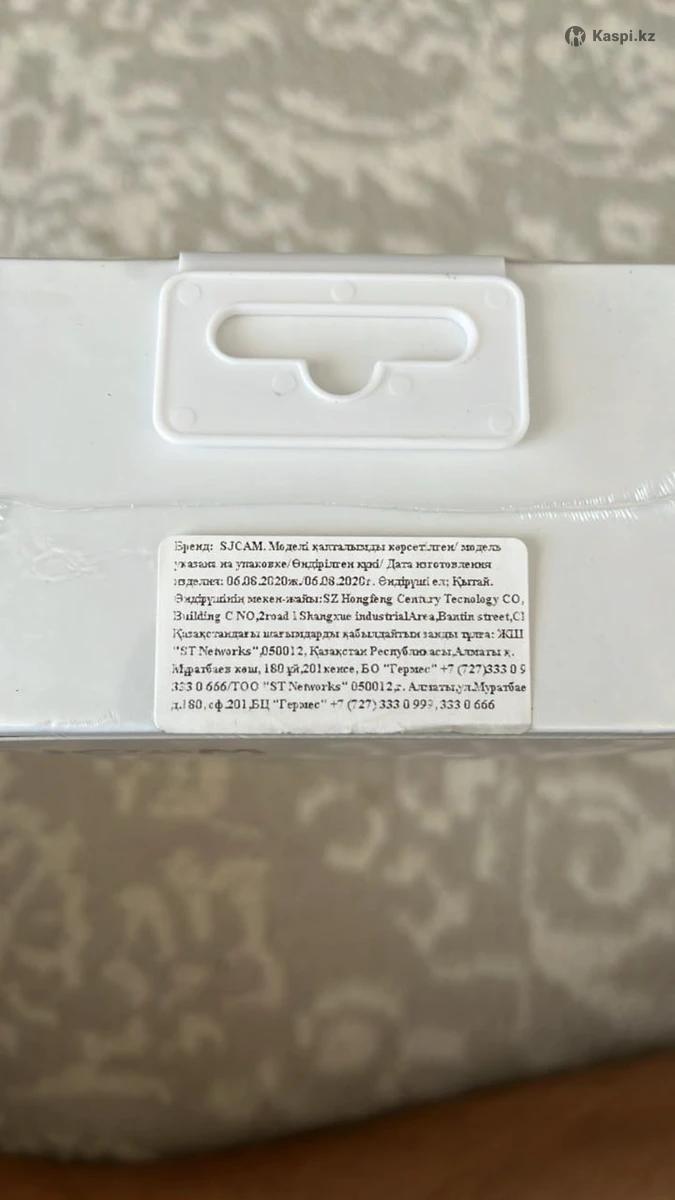 Kaspi.kz
Бренд: SJCAM. Моделі қапталымды көрсетілген/ модель
указана на упаковке/Өндірілген күні/ Дата изготовления
изделия: 06.08.2020ж./06.08.2020г. Өндіруші ел; Қытай.
Өндірушінің мекен-жайы:SZ Hongfeng Century Tecnology CO,
Building C NO,2road 1 Shangxue industrialArea,Bantin street,CI
Қазақстандағы шағымдарды қабылдайтын заңды тұлға: ЖШ
"ST Networks",050012, Қазақстан Республикасы,Алматы қ.
Мұратбаев көш, 180 үй,201кеңсе, БО "Гермес" +7 (727)333 0 9
333 0 666/ТОО "ST Networks" 050012,г. Алматы,ул.Муратбае
д.180, оф.201,БЦ "Гермес" +7 (727) 333 0 999, 333 0 666